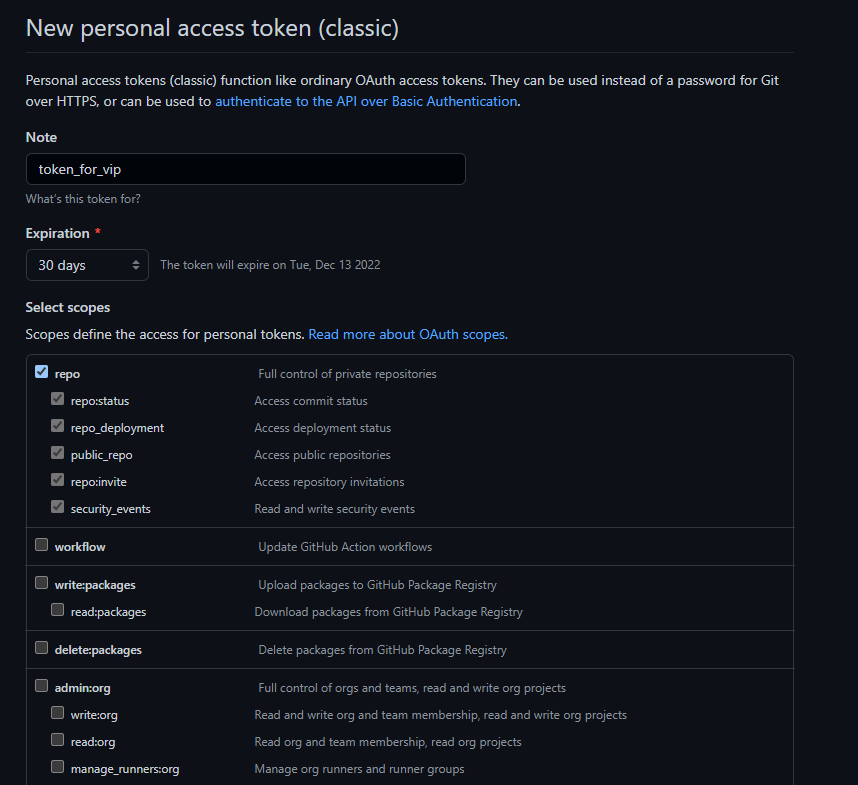 New personal access token (classic)
Personal access tokens (classic) function like ordinary OAuth access tokens. They can be used instead of a password for Git
over HTTPS, or can be used to authenticate to the API over Basic Authentication.
Note
token_for_vip
What's this token for?
Expiration *
30 days The token will expire on Tue, Dec 13 2022
Select scopes
Scopes define the access for personal tokens. Read more about OAuth scopes.
repo Full control of private repositories
repo:status Access commit status
repo_deployment Access deployment status
public_repo Access public repositories
repo:invite Access repository invitations
security_events Read and write security events
workflow Update GitHub Action workflows
write:packages Upload packages to GitHub Package Registry
read:packages Download packages from GitHub Package Registry
delete:packages Delete packages from GitHub Package Registry
admin:org Full control of orgs and teams, read and write org projects
write:org Read and write org and team membership, read and write org projects
read:org Read org and team membership, read org projects
manage_runners:org Manage org runners and runner groups